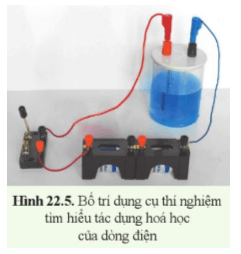 Hình 22.5. Bố trí dụng cụ thí nghiệm
tìm hiểu tác dụng hoá học
của dòng điện